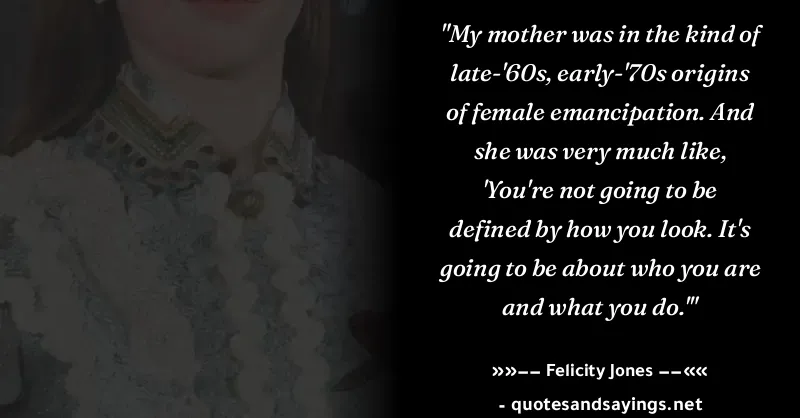 "My mother was in the kind of
late-'60s, early-'70s origins
of female emancipation. And
she was very much like,
'You're not going to be
defined by how you look. It's
going to be about who you are
and what you do.'"
»»−− Felicity Jones −−««
- quotesandsayings.net